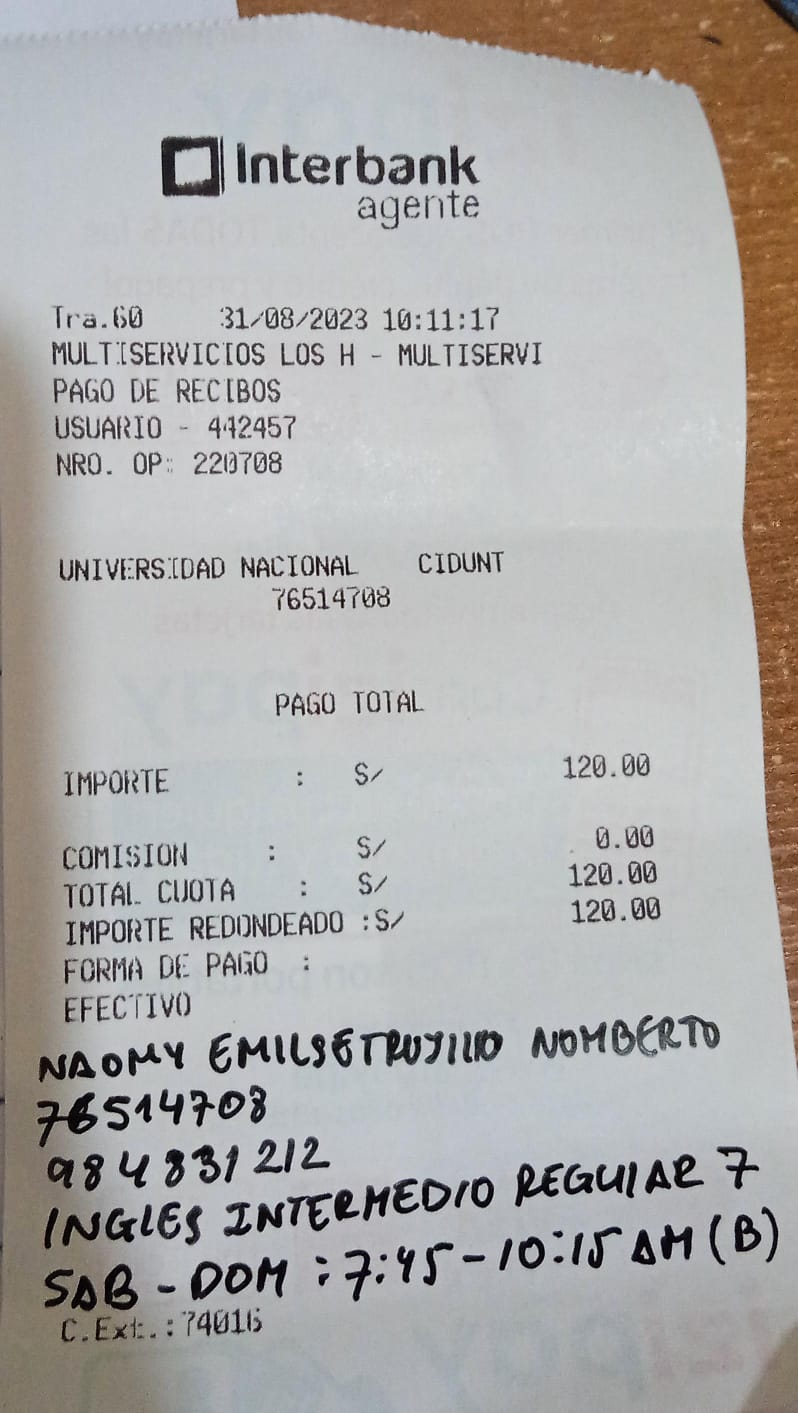 Interbank
agente
Tra.60 31/08/2023 10:11:17
MULTISERVICIOS LOS H - MULTISERVI
PAGO DE RECIBOS
USUARIO - 442457
NRO. OP: 220708
UNIVERSIDAD NACIONAL CIDUNT
76514708
PAGO TOTAL
IMPORTE : S/ 120.00
COMISION : S/ 0.00
TOTAL CUOTA : S/ 120.00
IMPORTE REDONDEADO :S/ 120.00
FORMA DE PAGO :
EFECTIVO
NAOMY EMILSE TRUJILLO NOMBERTO
76514708
984831212
INGLES INTERMEDIO REGULAR 7
SAB - DOM : 7:45 - 10:15 AM (B)
C.Ext.:74016